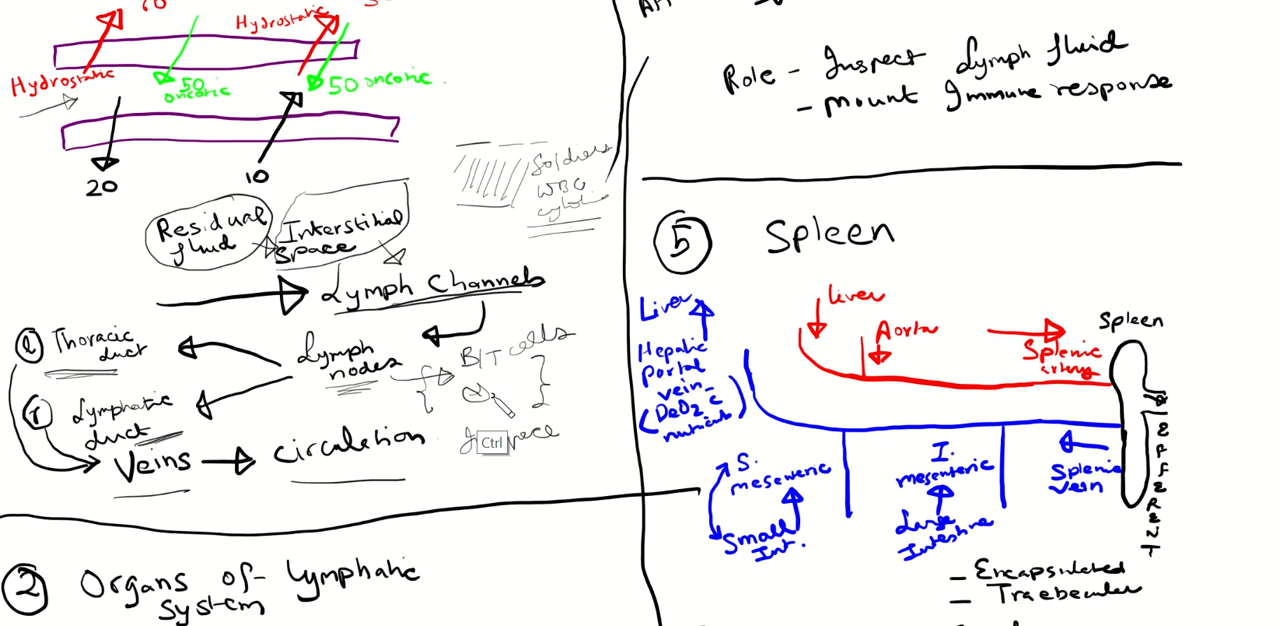 Hydrostatic
Hydrostatic
50
oncotic
50 oncotic
20
10
Residual
fluid
Interstitial
space
Soldiers
WBC
Lymph Channels
(l) Thoracic
duct
Lymph
nodes
B/T cells
(r) Lymphatic
duct
Veins
circulation
Ctrl
2 Organs of Lymphatic
system
Role - Inspect Lymph fluid
- mount Immune response
5 Spleen
Liver
Hepatic
Portal
vein-
(DeO2 c
nutrients)
liver
Aorta
Splenic
artery
Spleen
S.
mesenteric
Small
Int.
I.
mesenteric
Large
Intestine
Splenic
vein
EFFERENT
- Encapsulated
- Traebecular